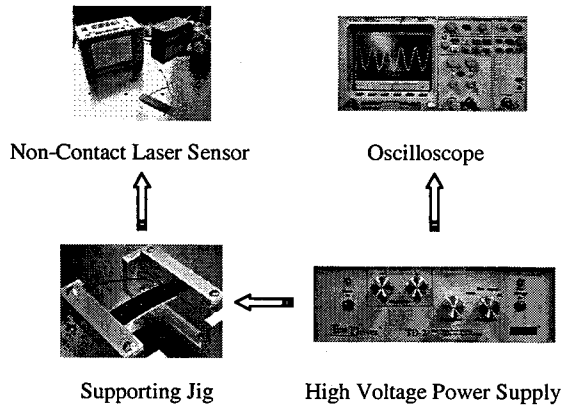 Non-Contact Laser Sensor
Oscilloscope
Supporting Jig
High Voltage Power Supply